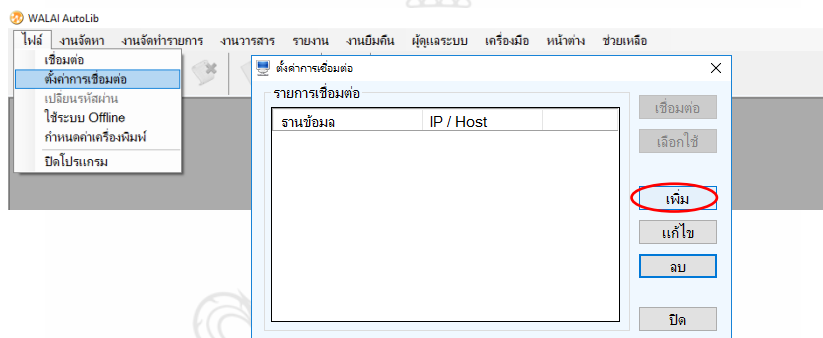 WALAI AutoLib
ไฟล์ งานจัดหา งานจัดทำรายการ งานวารสาร รายงาน งานยืมคืน ผู้ดูแลระบบ เครื่องมือ หน้าต่าง ช่วยเหลือ
เชื่อมต่อ
ตั้งค่าการเชื่อมต่อ
เปลี่ยนรหัสผ่าน
ใช้ระบบ Offline
กำหนดค่าเครื่องพิมพ์
ปิดโปรแกรม
ตั้งค่าการเชื่อมต่อ
รายการเชื่อมต่อ
ฐานข้อมูล IP / Host
เชื่อมต่อ
เลือกใช้
เพิ่ม
แก้ไข
ลบ
ปิด